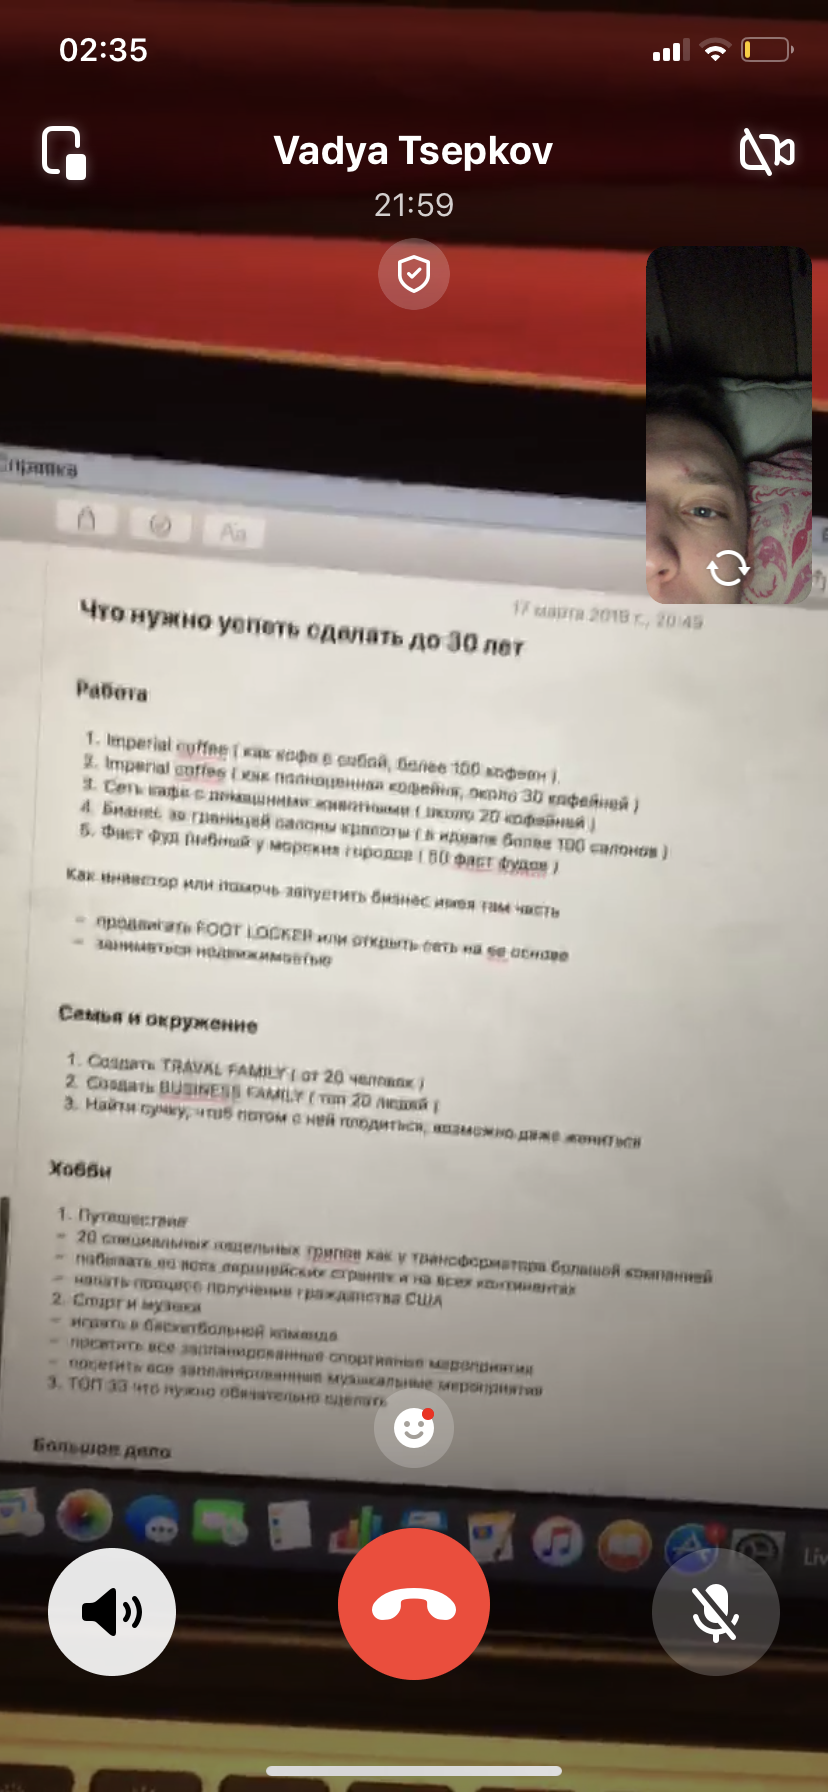 02:35
Vadya Tsepkov
21:59
Справка
Aa
17 марта 2019 г., 20:49
Что нужно успеть сделать до 30 лет
Работа
1. Imperial coffee ( как кофе с собой, более 100 кофеен ).
2. Imperial coffee ( как полноценная кофейня, около 30 кофейней )
3. Сеть кафе с домашними животными ( около 20 кофейней )
4. Бизнес за границей салоны красоты ( в идеале более 100 салонов )
5. Фаст фуд рыбный у морских городов ( 50 фаст фудов )
Как инвестор или помочь запустить бизнес имея там часть
- продвигать FOOT LOCKER или открыть сеть на ее основе
- заниматься недвижимостью
Семья и окружение
1. Создать TRAVAL FAMILY ( от 20 человек )
2. Создать BUSINESS FAMILY ( топ 20 людей )
3. Найти сучку, чтоб потом с ней плодиться, возможно даже жениться
Хобби
1. Путешествие
- 20 специальных недельных трипов как у трансформатора большой компанией
- побывать во всех европейских странах и на всех континентах
- начать процесс получения гражданства США
2. Спорт и музыка
- играть в баскетбольной команде
- посетить все запланированные спортивные мероприятия
- посетить все запланированные музыкальные мероприятия
3. ТОП 33 что нужно обязательно сделать
Большое дело
Liv